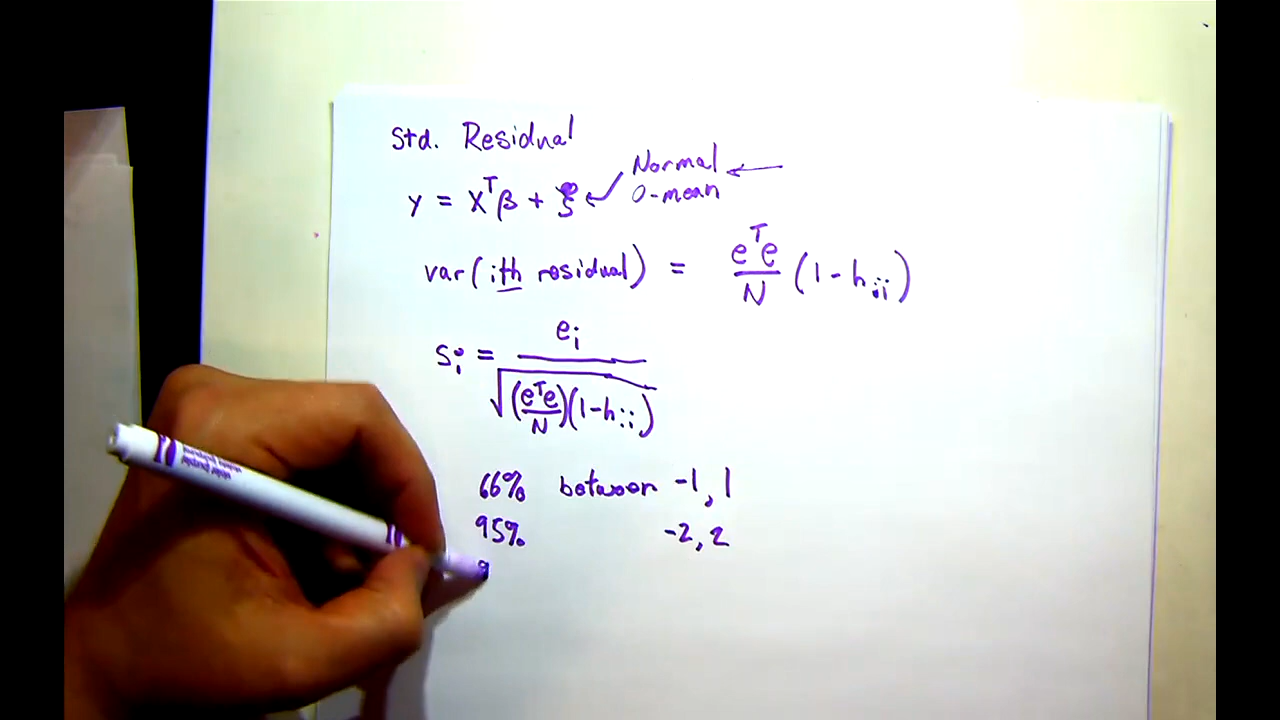 Std. Residual
Normal
0-mean
y = X^T β + ξ
var(ith residual) = e^T e / N (1 - h_ii)
s_i = e_i / √((e^T e / N)(1 - h_ii))
66% between -1, 1
95% -2, 2
9